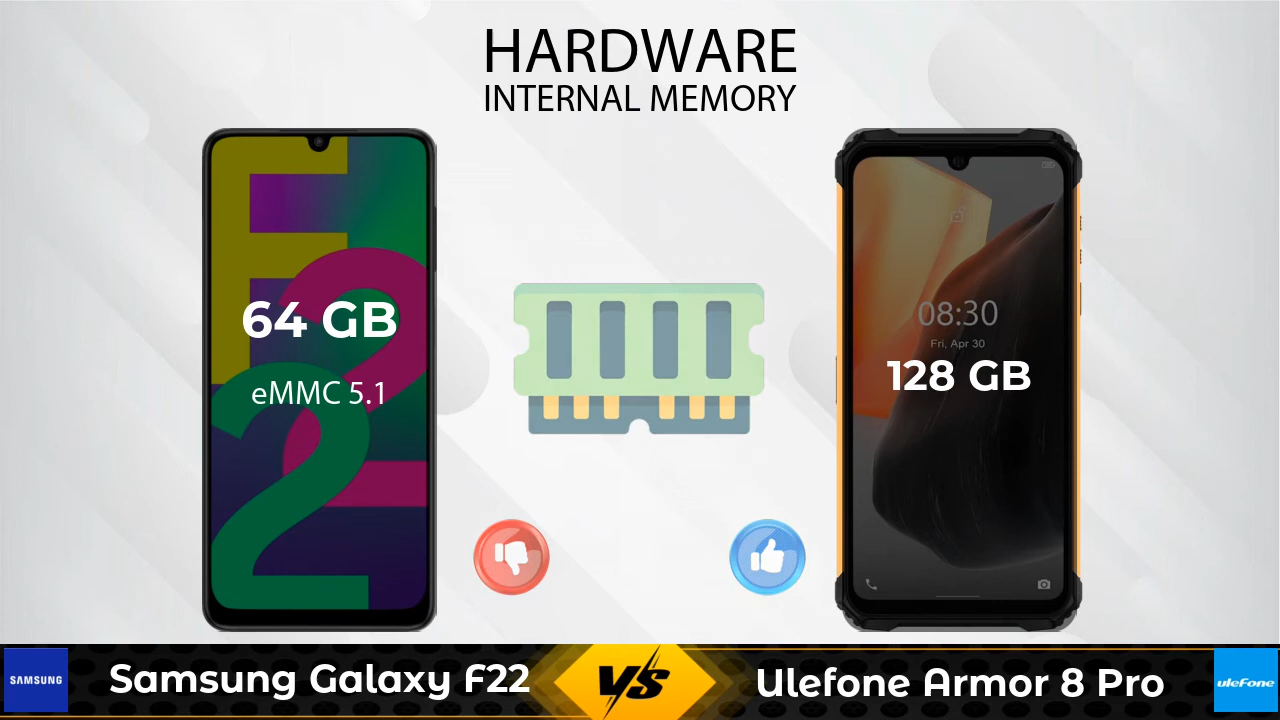 HARDWARE
INTERNAL MEMORY
64 GB
eMMC 5.1
08:30
Fri, Apr 30
128 GB
SAMSUNG
Samsung Galaxy F22
VS
Ulefone Armor 8 Pro
uleFone